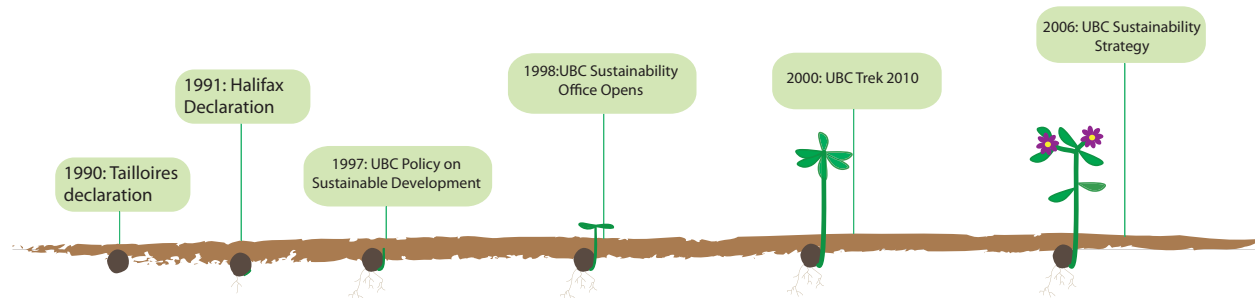 1990: Tailloires
declaration
1991: Halifax
Declaration
1997: UBC Policy on
Sustainable Development
1998:UBC Sustainability
Office Opens
2000: UBC Trek 2010
2006: UBC Sustainability
Strategy